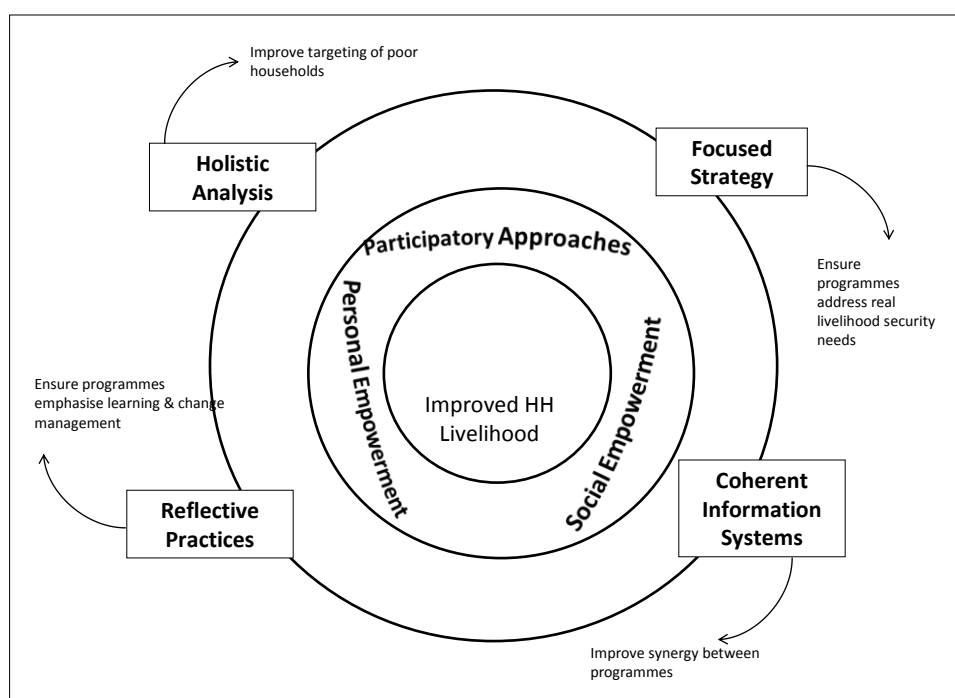 Improve targeting of poor
households
Holistic
Analysis
Focused
Strategy
Ensure
programmes
address real
livelihood security
needs
Participatory Approaches
Personal Empowerment
Social Empowerment
Improved HH
Livelihood
Ensure programmes
emphasise learning & change
management
Reflective
Practices
Coherent
Information
Systems
Improve synergy between
programmes